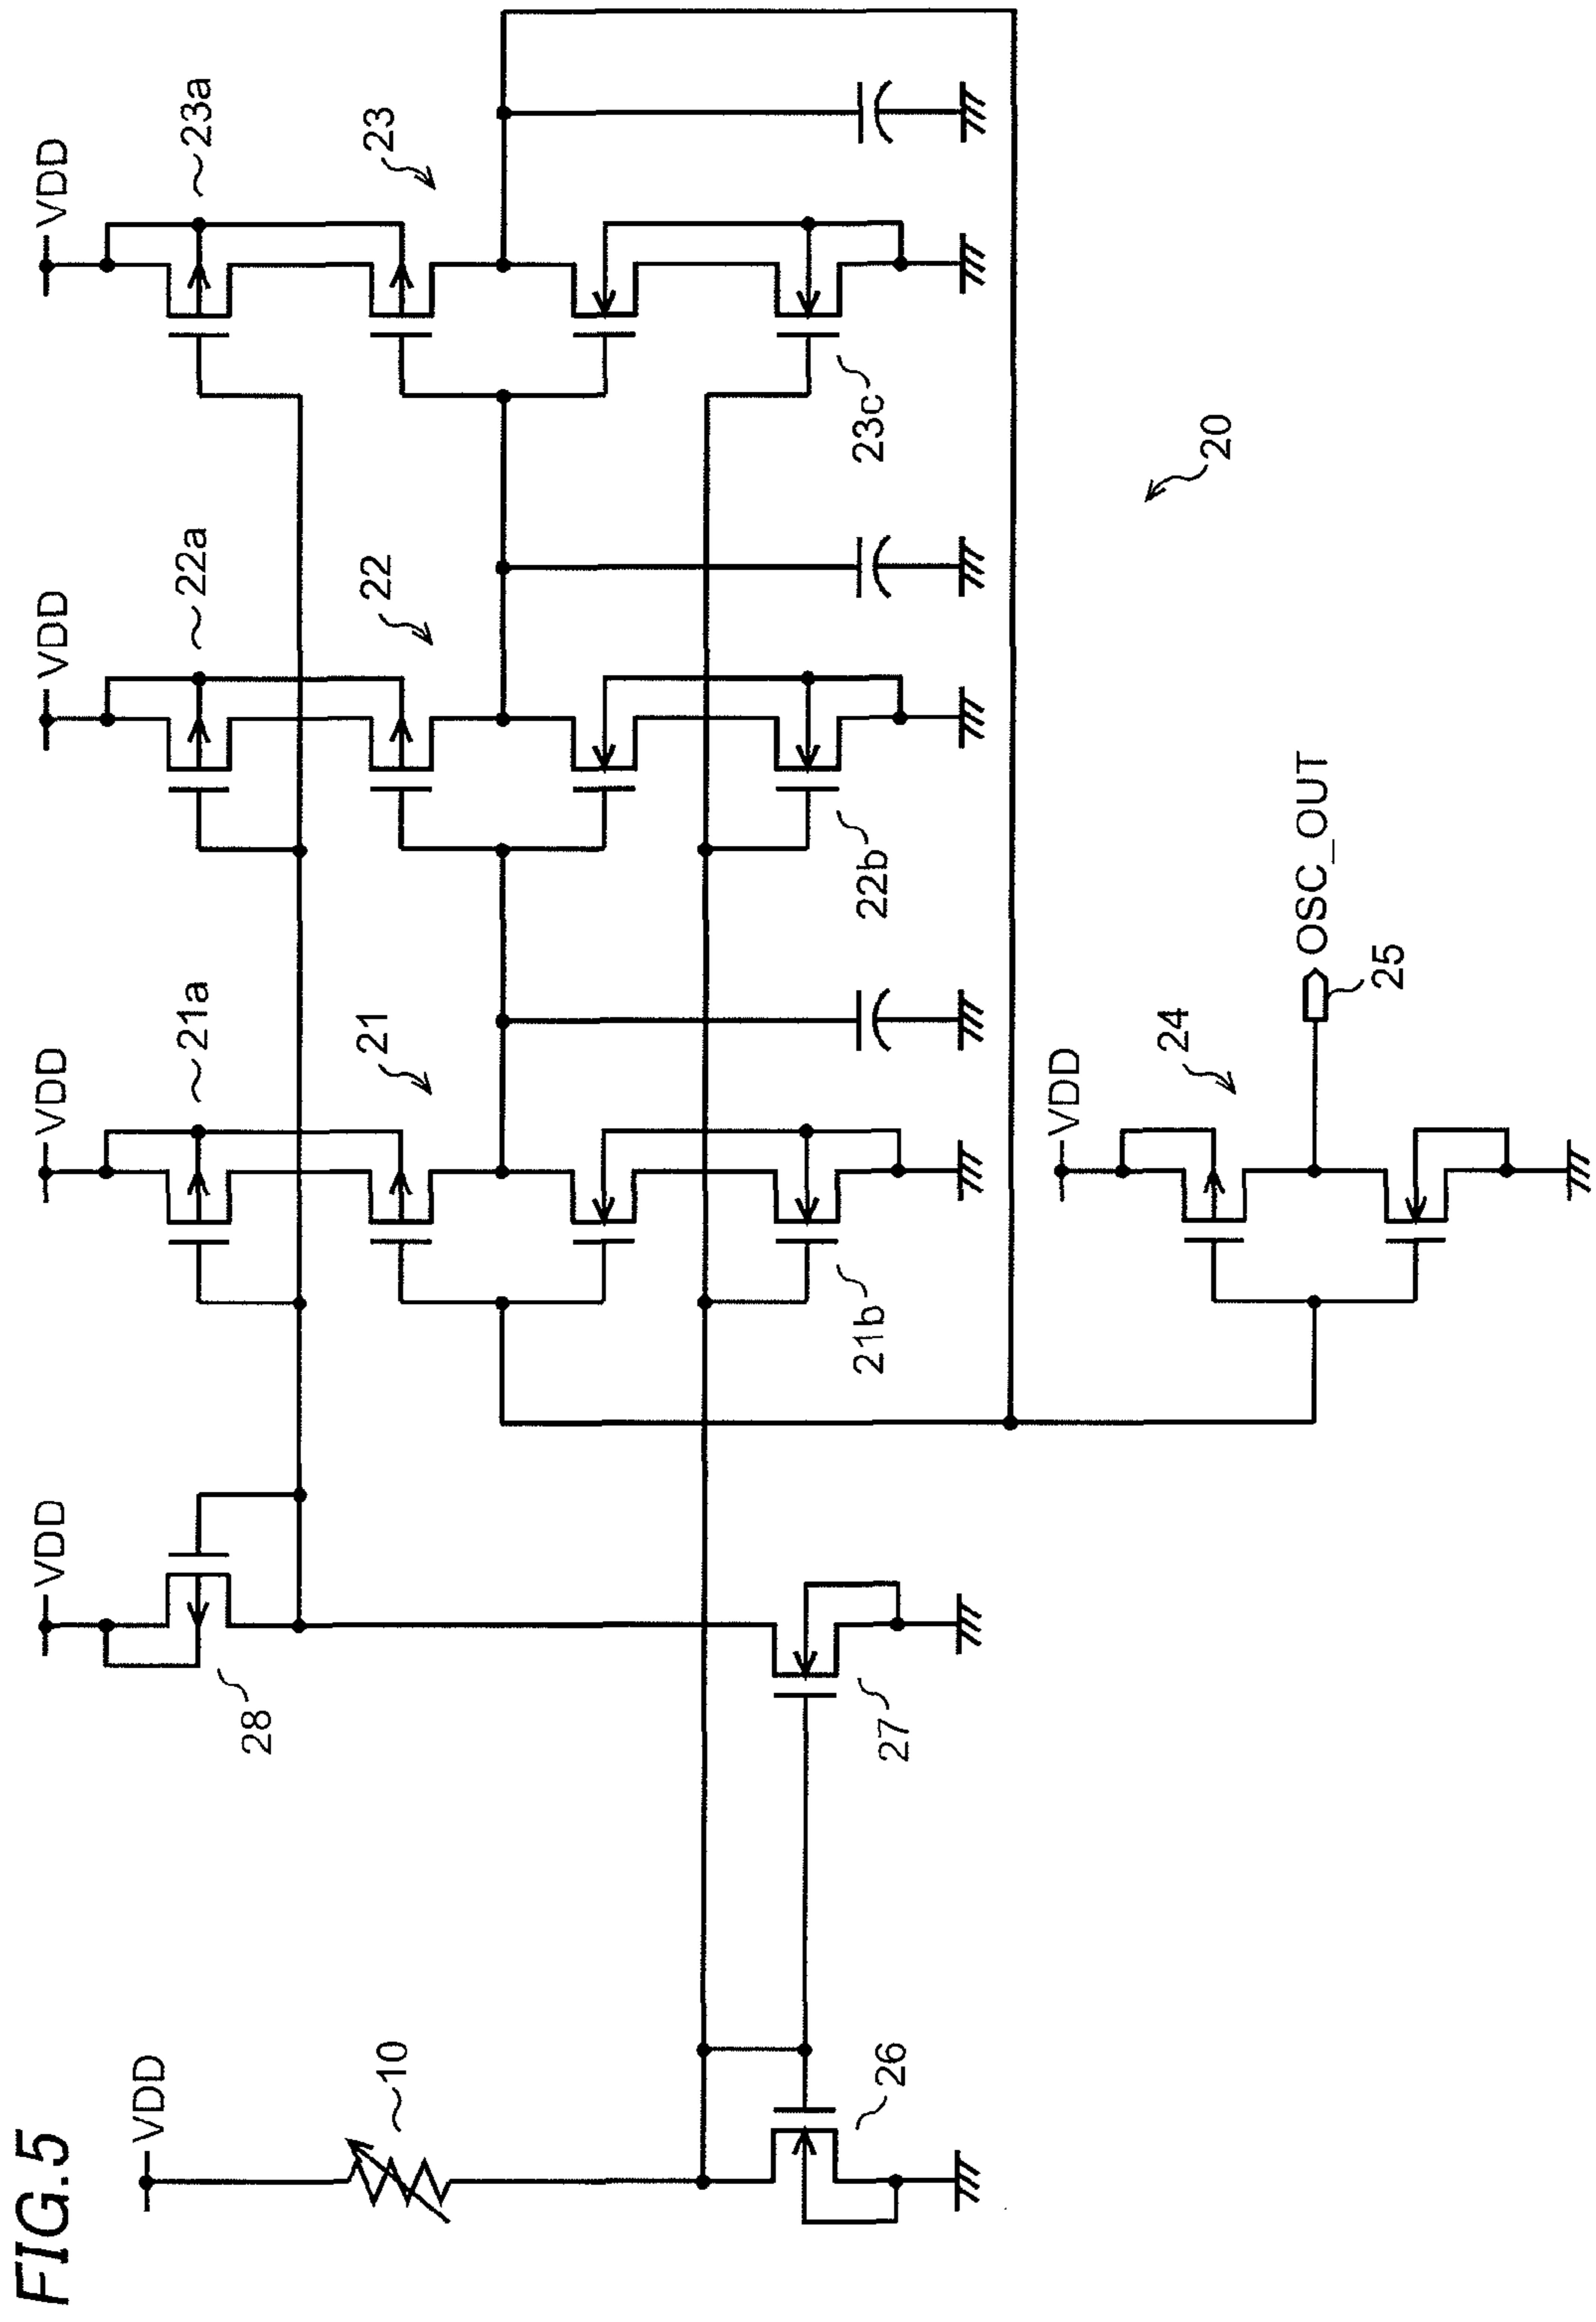 FIG.5
VDD
10
26
VDD
28
27
VDD
21a
21
21b
VDD
22a
22
22b
VDD
23a
23
23c
20
VDD
24
OSC_OUT
25